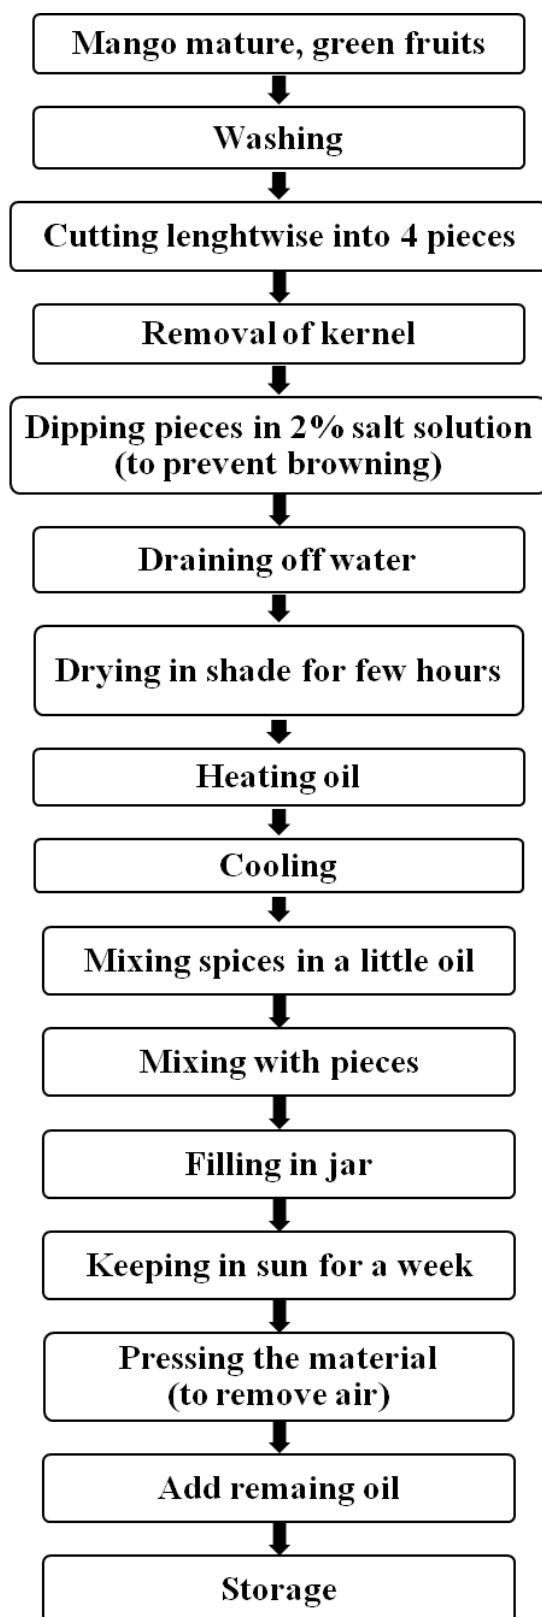 Mango mature, green fruits
Washing
Cutting lenghtwise into 4 pieces
Removal of kernel
Dipping pieces in 2% salt solution
(to prevent browning)
Draining off water
Drying in shade for few hours
Heating oil
Cooling
Mixing spices in a little oil
Mixing with pieces
Filling in jar
Keeping in sun for a week
Pressing the material
(to remove air)
Add remaing oil
Storage